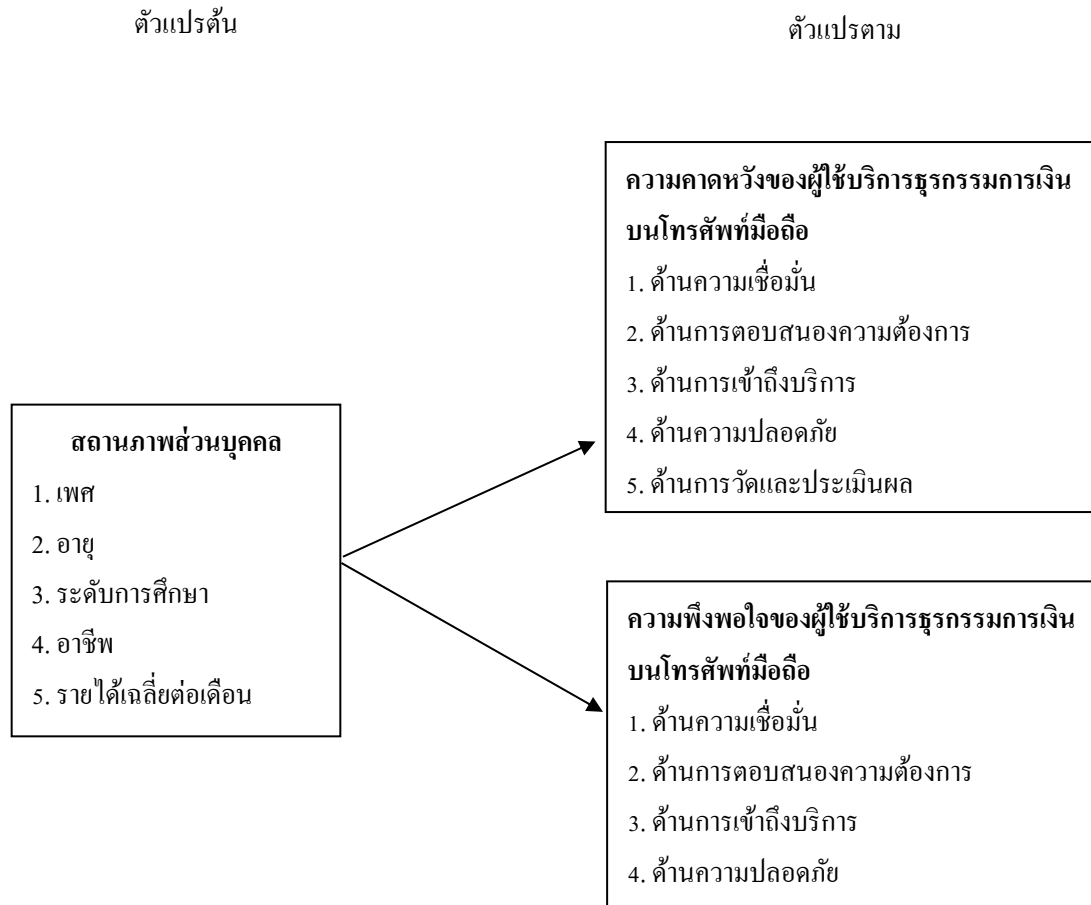 ตัวแปรต้น
ตัวแปรตาม
ความคาดหวังของผู้ใช้บริการธุรกรรมการเงิน
บนโทรศัพท์มือถือ
1. ด้านความเชื่อมั่น
2. ด้านการตอบสนองความต้องการ
3. ด้านการเข้าถึงบริการ
4. ด้านความปลอดภัย
5. ด้านการวัดและประเมินผล
สถานภาพส่วนบุคคล
1. เพศ
2. อายุ
3. ระดับการศึกษา
4. อาชีพ
5. รายได้เฉลี่ยต่อเดือน
ความพึงพอใจของผู้ใช้บริการธุรกรรมการเงิน
บนโทรศัพท์มือถือ
1. ด้านความเชื่อมั่น
2. ด้านการตอบสนองความต้องการ
3. ด้านการเข้าถึงบริการ
4. ด้านความปลอดภัย